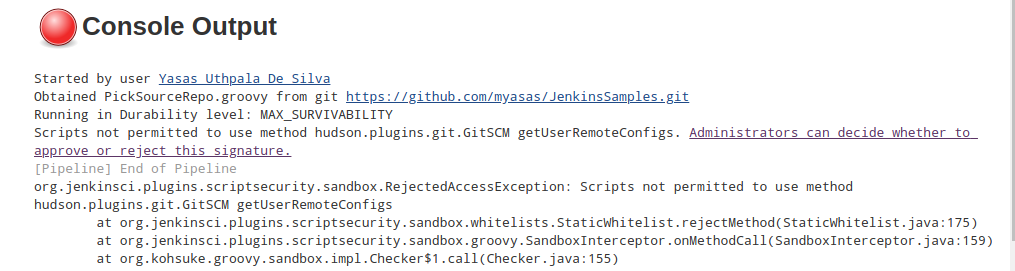 Console Output
Started by user Yasas Uthpala De Silva
Obtained PickSourceRepo.groovy from git https://github.com/myasas/JenkinsSamples.git
Running in Durability level: MAX_SURVIVABILITY
Scripts not permitted to use method hudson.plugins.git.GitSCM getUserRemoteConfigs. Administrators can decide whether to
approve or reject this signature.
[Pipeline] End of Pipeline
org.jenkinsci.plugins.scriptsecurity.sandbox.RejectedAccessException: Scripts not permitted to use method
hudson.plugins.git.GitSCM getUserRemoteConfigs
at org.jenkinsci.plugins.scriptsecurity.sandbox.whitelists.StaticWhitelist.rejectMethod(StaticWhitelist.java:175)
at org.jenkinsci.plugins.scriptsecurity.sandbox.groovy.SandboxInterceptor.onMethodCall(SandboxInterceptor.java:159)
at org.kohsuke.groovy.sandbox.impl.Checker$1.call(Checker.java:155)